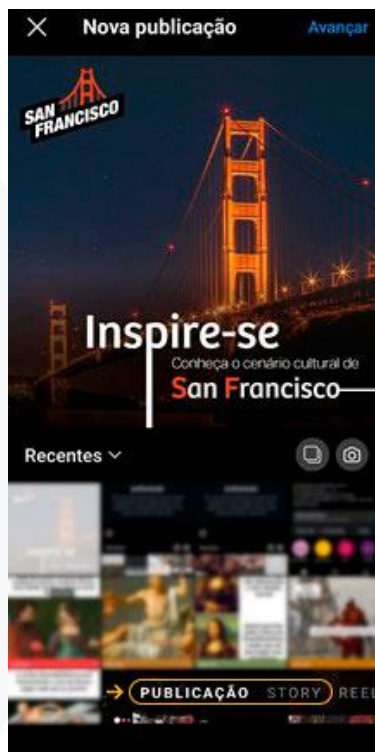 Nova publicação
Avançar
SAN
FRANCISCO
Inspire-se
Conheça o cenário cultural de
San Francisco
Recentes
PUBLICAÇÃO
STORY
REEL